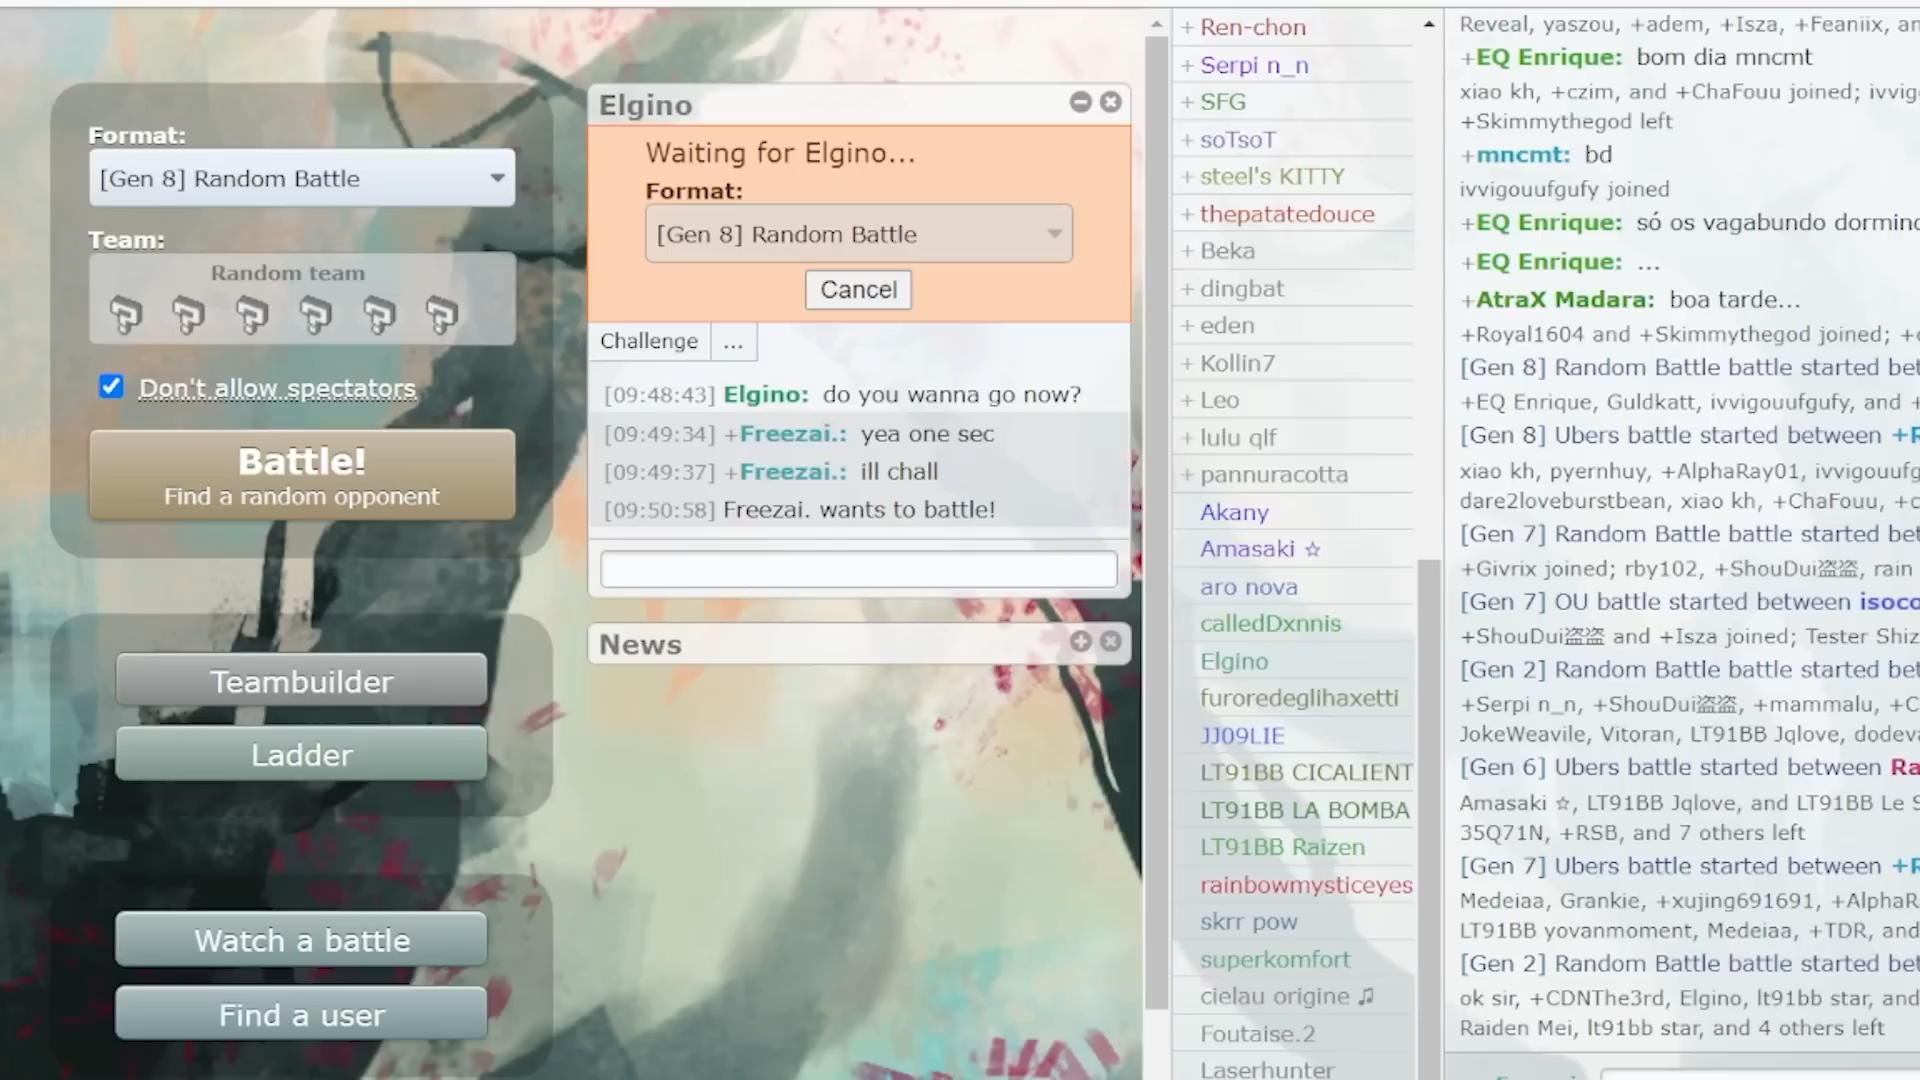 Format:
[Gen 8] Random Battle
Team:
Random team
Don't allow spectators
Battle!
Find a random opponent
Teambuilder
Ladder
Watch a battle
Find a user
Elgino
Waiting for Elgino...
Format:
[Gen 8] Random Battle
Cancel
Challenge
...
[09:48:43] Elgino: do you wanna go now?
[09:49:34] +Freezai.: yea one sec
[09:49:37] +Freezai.: ill chall
[09:50:58] Freezai. wants to battle!
News
+ Ren-chon
+ Serpi n_n
+ SFG
+ soTsoT
+ steel's KITTY
+ thepatatedouce
+ Beka
+ dingbat
+ eden
+ Kollin7
+ Leo
+ lulu qlf
+ pannuracotta
Akany
Amasaki ☆
aro nova
calledDxnnis
Elgino
furoredeglihaxetti
JJ09LIE
LT91BB CICALIENT
LT91BB LA BOMBA
LT91BB Raizen
rainbowmysticeyes
skrr pow
superkomfort
cielau origine ♫
Foutaise.2
Laserhunter
Reveal, yaszou, +adem, +Isza, +Feaniix, an
+EQ Enrique: bom dia mncmt
xiao kh, +czim, and +ChaFouu joined; ivvigo
+Skimmythegod left
+mncmt: bd
ivvigouufgufy joined
+EQ Enrique: só os vagabundo dorminc
+EQ Enrique: ...
+AtraX Madara: boa tarde...
+Royal1604 and +Skimmythegod joined; +
[Gen 8] Random Battle battle started bet
+EQ Enrique, Guldkatt, ivvigouufgufy, and +
[Gen 8] Ubers battle started between +R
xiao kh, pyernhuy, +AlphaRay01, ivvigouufg
dare2loveburstbean, xiao kh, +ChaFouu, +c
[Gen 7] Random Battle battle started bet
+Givrix joined; rby102, +ShouDui盗盗, rain
[Gen 7] OU battle started between isoco
+ShouDui盗盗 and +Isza joined; Tester Shiz
[Gen 2] Random Battle battle started bet
+Serpi n_n, +ShouDui盗盗, +mammalu, +C
JokeWeavile, Vitoran, LT91BB Jqlove, dodeva
[Gen 6] Ubers battle started between Ra
Amasaki ☆, LT91BB Jqlove, and LT91BB Le S
35Q71N, +RSB, and 7 others left
[Gen 7] Ubers battle started between +R
Medeiaa, Grankie, +xujing691691, +AlphaR
LT91BB yovanmoment, Medeiaa, +TDR, and
[Gen 2] Random Battle battle started bet
ok sir, +CDNThe3rd, Elgino, lt91bb star, and
Raiden Mei, lt91bb star, and 4 others left